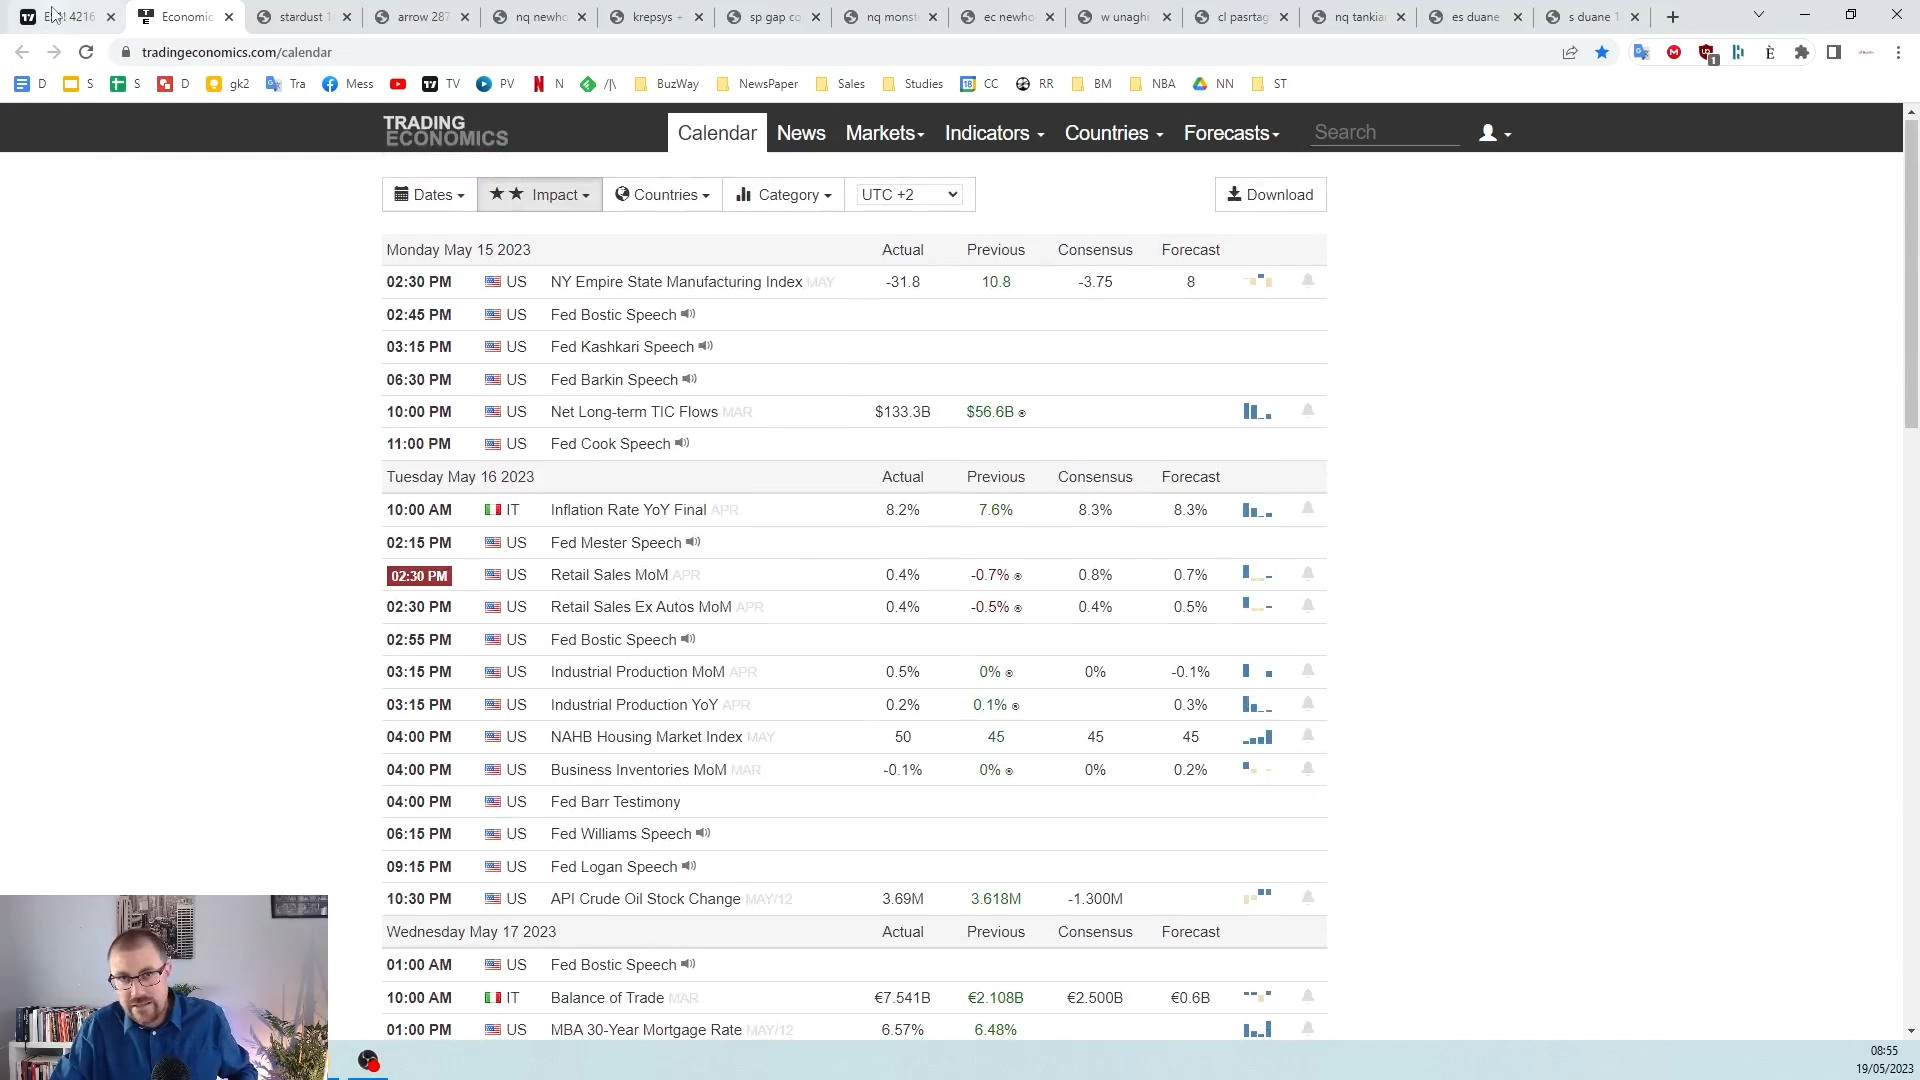 ES1! 4216
Economic
stardust 1
arrow 287
nq newho
krepsys +
sp gap co
nq monst
ec newho
w unaghi
cl pasrtag
nq tankia
es duane
s duane 1
tradingeconomics.com/calendar
D S S D gk2 Tra Mess TV PV N /|\ BuzWay NewsPaper Sales Studies CC RR BM NBA NN ST
TRADING
ECONOMICS
Calendar News Markets Indicators Countries Forecasts Search
Dates Impact Countries Category UTC +2 Download
Monday May 15 2023 Actual Previous Consensus Forecast
02:30 PM US NY Empire State Manufacturing Index MAY -31.8 10.8 -3.75 8
02:45 PM US Fed Bostic Speech
03:15 PM US Fed Kashkari Speech
06:30 PM US Fed Barkin Speech
10:00 PM US Net Long-term TIC Flows MAR $133.3B $56.6B
11:00 PM US Fed Cook Speech
Tuesday May 16 2023 Actual Previous Consensus Forecast
10:00 AM IT Inflation Rate YoY Final APR 8.2% 7.6% 8.3% 8.3%
02:15 PM US Fed Mester Speech
02:30 PM US Retail Sales MoM APR 0.4% -0.7% 0.8% 0.7%
02:30 PM US Retail Sales Ex Autos MoM APR 0.4% -0.5% 0.4% 0.5%
02:55 PM US Fed Bostic Speech
03:15 PM US Industrial Production MoM APR 0.5% 0% 0% -0.1%
03:15 PM US Industrial Production YoY APR 0.2% 0.1% 0.3%
04:00 PM US NAHB Housing Market Index MAY 50 45 45 45
04:00 PM US Business Inventories MoM MAR -0.1% 0% 0% 0.2%
04:00 PM US Fed Barr Testimony
06:15 PM US Fed Williams Speech
09:15 PM US Fed Logan Speech
10:30 PM US API Crude Oil Stock Change MAY/12 3.69M 3.618M -1.300M
Wednesday May 17 2023 Actual Previous Consensus Forecast
01:00 AM US Fed Bostic Speech
10:00 AM IT Balance of Trade MAR €7.541B €2.108B €2.500B €0.6B
01:00 PM US MBA 30-Year Mortgage Rate MAY/12 6.57% 6.48%
08:55
19/05/2023